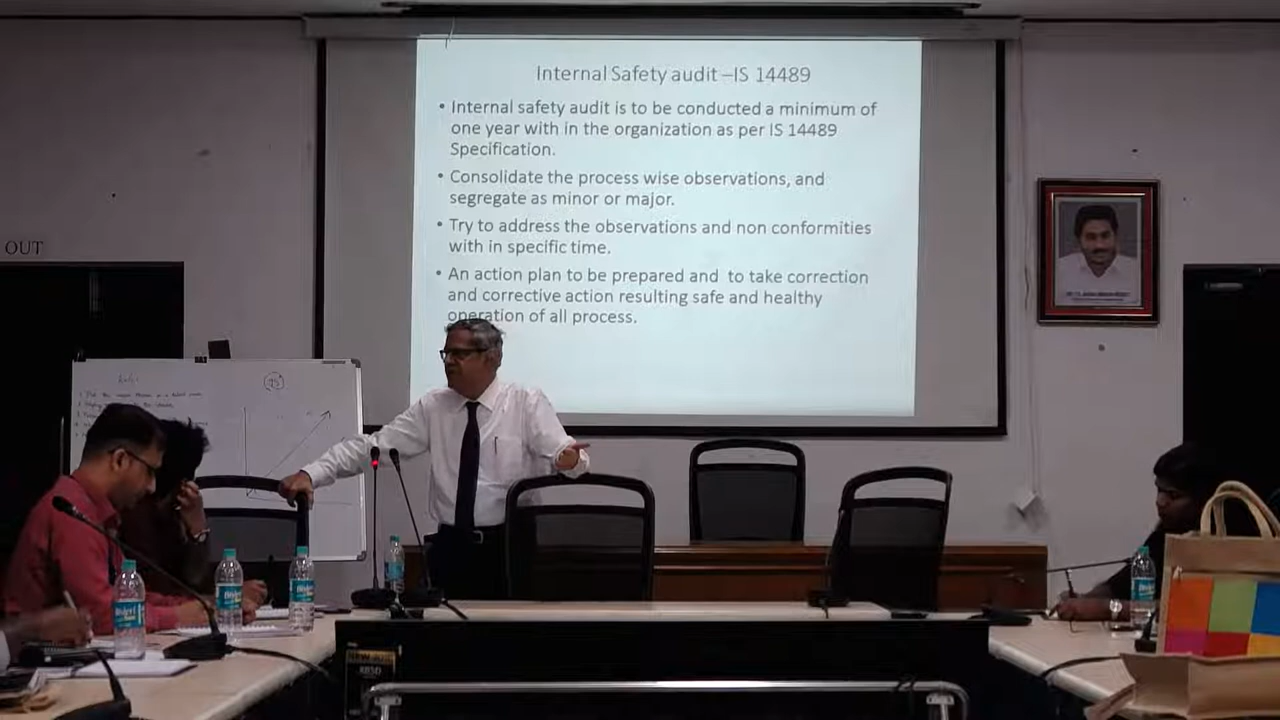 Internal Safety audit –IS 14489
• Internal safety audit is to be conducted a minimum of
one year with in the organization as per IS 14489
Specification.
• Consolidate the process wise observations, and
segregate as minor or major.
• Try to address the observations and non conformities
with in specific time.
• An action plan to be prepared and to take correction
and corrective action resulting safe and healthy
operation of all process.
OUT
Bisleri